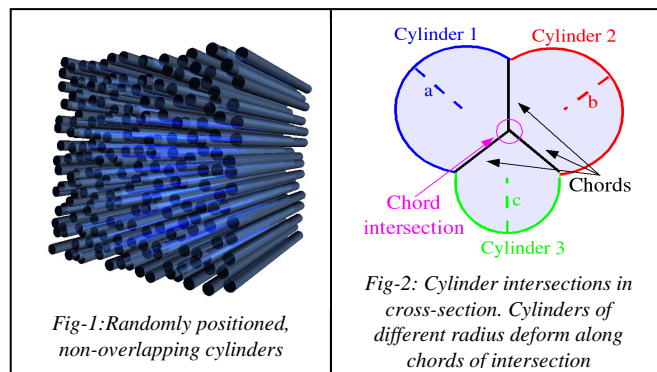 Fig-1:Randomly positioned,
non-overlapping cylinders
Cylinder 1
Cylinder 2
a
b
Chords
Chord
intersection
c
Cylinder 3
Fig-2: Cylinder intersections in
cross-section. Cylinders of
different radius deform along
chords of intersection